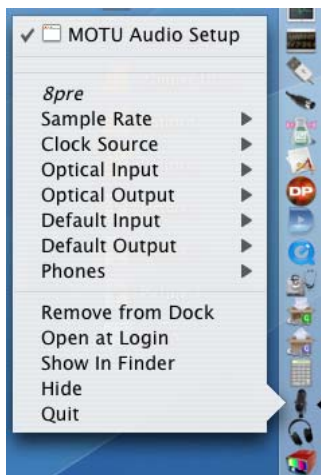 MOTU Audio Setup
8pre
Sample Rate
Clock Source
Optical Input
Optical Output
Default Input
Default Output
Phones
Remove from Dock
Open at Login
Show In Finder
Hide
Quit
DP